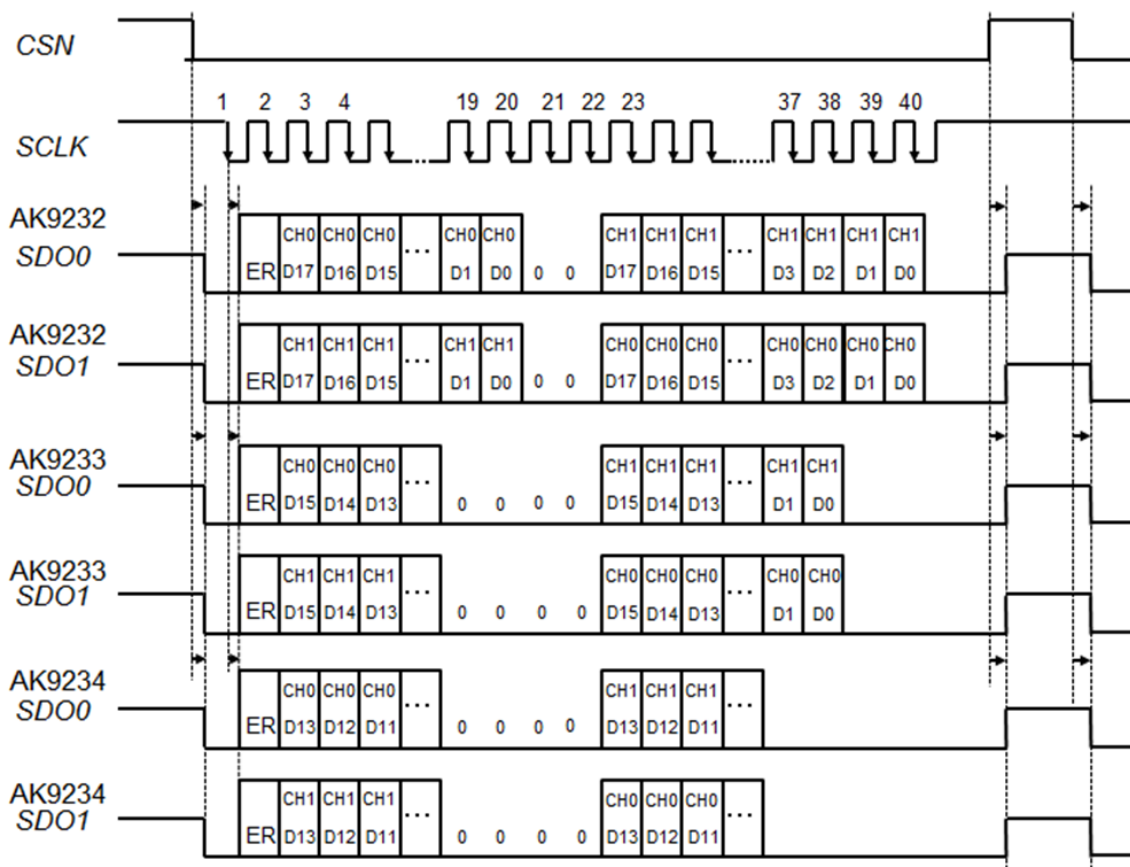 CSN
1 2 3 4 19 20 21 22 23 37 38 39 40
SCLK
AK9232
SDO0
CH0 CH0 CH0 ... CH0 CH0 CH1 CH1 CH1 ... CH1 CH1 CH1 CH1
ER D17 D16 D15 D1 D0 0 0 D17 D16 D15 D3 D2 D1 D0
AK9232
SDO1
CH1 CH1 CH1 ... CH1 CH1 CH0 CH0 CH0 ... CH0 CH0 CH0 CH0
ER D17 D16 D15 D1 D0 0 0 D17 D16 D15 D3 D2 D1 D0
AK9233
SDO0
CH0 CH0 CH0 ... CH1 CH1 CH1 ... CH1 CH1
ER D15 D14 D13 0 0 0 0 D15 D14 D13 D1 D0
AK9233
SDO1
CH1 CH1 CH1 ... CH0 CH0 CH0 ... CH0 CH0
ER D15 D14 D13 0 0 0 0 D15 D14 D13 D1 D0
AK9234
SDO0
CH0 CH0 CH0 ... CH1 CH1 CH1 ...
ER D13 D12 D11 0 0 0 0 D13 D12 D11
AK9234
SDO1
CH1 CH1 CH1 ... CH0 CH0 CH0 ...
ER D13 D12 D11 0 0 0 0 D13 D12 D11